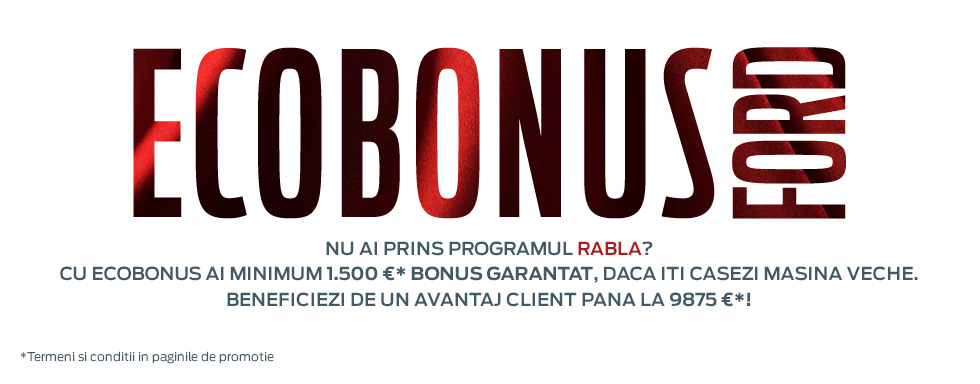 ECOBONUS FORD
NU AI PRINS PROGRAMUL RABLA?
CU ECOBONUS AI MINIMUM 1.500 €* BONUS GARANTAT, DACA ITI CASEZI MASINA VECHE.
BENEFICIEZI DE UN AVANTAJ CLIENT PANA LA 9875 €*!
*Termeni si conditii in paginile de promotie